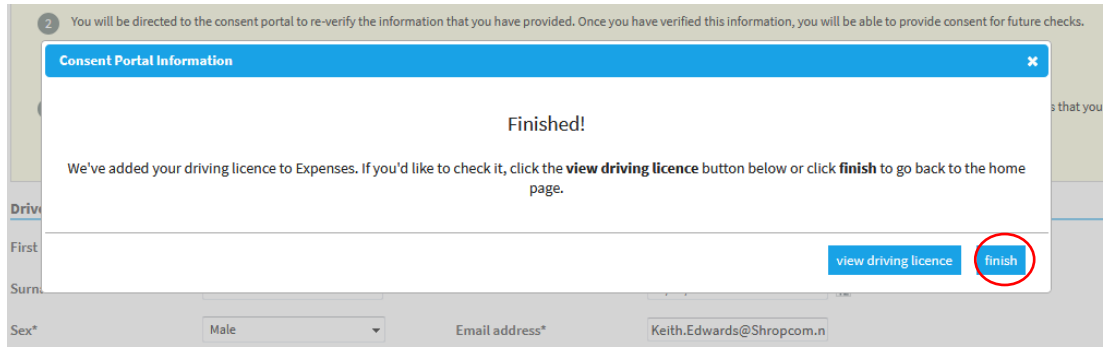 2 You will be directed to the consent portal to re-verify the information that you have provided. Once you have verified this information, you will be able to provide consent for future checks.
Consent Portal Information ×
s that you
Finished!
We've added your driving licence to Expenses. If you'd like to check it, click the view driving licence button below or click finish to go back to the home
page.
Drive
First
view driving licence finish
Surn
Sex* Male Email address* Keith.Edwards@Shropcom.n